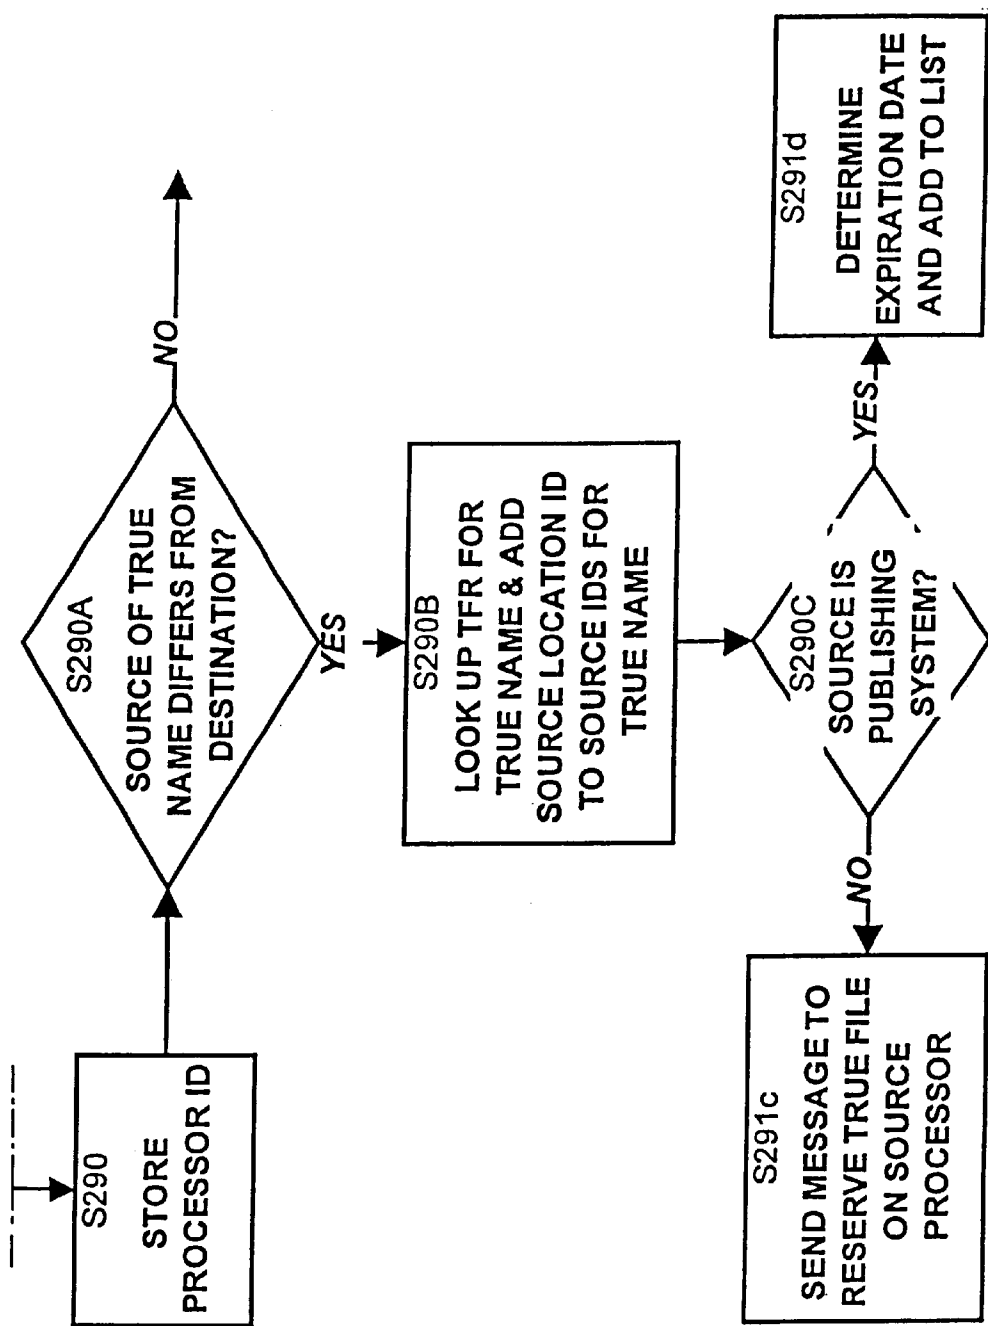 S290
STORE
PROCESSOR ID
S290A
SOURCE OF TRUE
NAME DIFFERS FROM
DESTINATION?
NO
YES
S290B
LOOK UP TFR FOR
TRUE NAME & ADD
SOURCE LOCATION ID
TO SOURCE IDS FOR
TRUE NAME
S290C
SOURCE IS
PUBLISHING
SYSTEM?
NO
YES
S291c
SEND MESSAGE TO
RESERVE TRUE FILE
ON SOURCE
PROCESSOR
S291d
DETERMINE
EXPIRATION DATE
AND ADD TO LIST